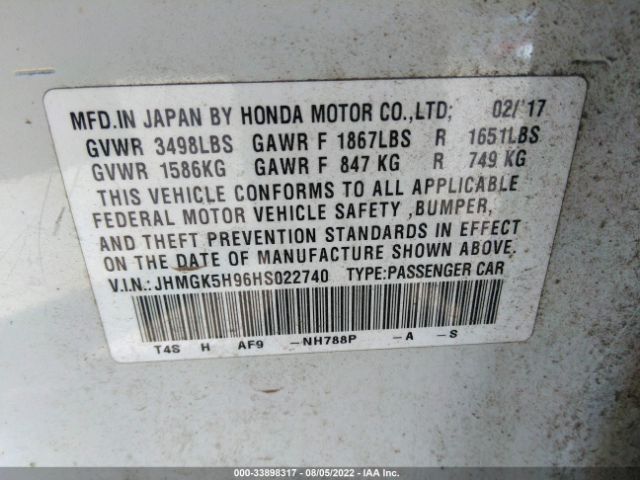 MFD.IN JAPAN BY HONDA MOTOR CO.,LTD; 02/'17
GVWR 3498LBS GAWR F 1867LBS R 1651LBS
GVWR 1586KG GAWR F 847 KG R 749 KG
THIS VEHICLE CONFORMS TO ALL APPLICABLE
FEDERAL MOTOR VEHICLE SAFETY ,BUMPER,
AND THEFT PREVENTION STANDARDS IN EFFECT
ON THE DATE OF MANUFACTURE SHOWN ABOVE.
V.I.N.: JHMGK5H96HS022740 TYPE:PASSENGER CAR
T4S H AF9 -NH788P -A -S
000-33898317 - 08/05/2022 - IAA Inc.